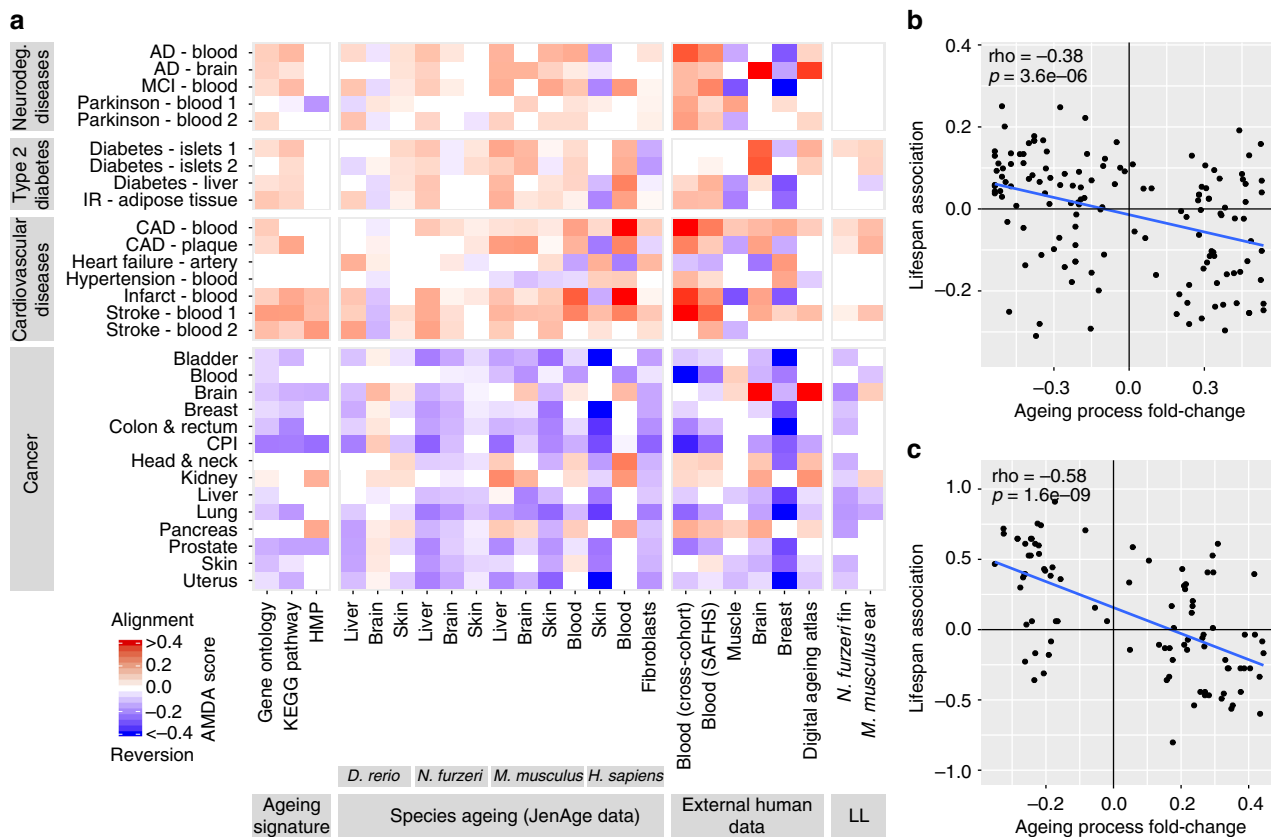 a
Neurodeg. diseases
AD - blood
AD - brain
MCI - blood
Parkinson - blood 1
Parkinson - blood 2
Type 2 diabetes
Diabetes - islets 1
Diabetes - islets 2
Diabetes - liver
IR - adipose tissue
Cardiovascular diseases
CAD - blood
CAD - plaque
Heart failure - artery
Hypertension - blood
Infarct - blood
Stroke - blood 1
Stroke - blood 2
Cancer
Bladder
Blood
Brain
Breast
Colon & rectum
CPI
Head & neck
Kidney
Liver
Lung
Pancreas
Prostate
Skin
Uterus
Alignment
>0.4
0.2
0.0
−0.2
<−0.4
AMDA score
Reversion
Gene ontology
KEGG pathway
HMP
Liver
Brain
Skin
Liver
Brain
Skin
Liver
Brain
Skin
Blood
Skin
Blood
Fibroblasts
Blood (cross-cohort)
Blood (SAFHS)
Muscle
Brain
Breast
Digital ageing atlas
N. furzeri fin
M. musculus ear
D. rerio
N. furzeri
M. musculus
H. sapiens
Ageing signature
Species ageing (JenAge data)
External human data
LL
b
rho = −0.38
p = 3.6e−06
Lifespan association
0.4
0.2
0.0
−0.2
−0.3
0.0
0.3
Ageing process fold-change
c
rho = −0.58
p = 1.6e−09
Lifespan association
1.0
0.5
0.0
−0.5
−1.0
−0.2
0.0
0.2
0.4
Ageing process fold-change